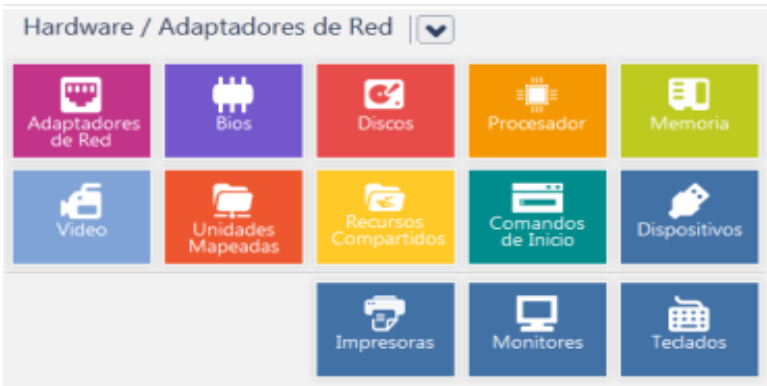 Hardware / Adaptadores de Red
Adaptadores
de Red
Bios
Discos
Procesador
Memoria
Video
Unidades
Mapeadas
Recursos
Compartidos
Comandos
de Inicio
Dispositivos
Impresoras
Monitores
Teclados